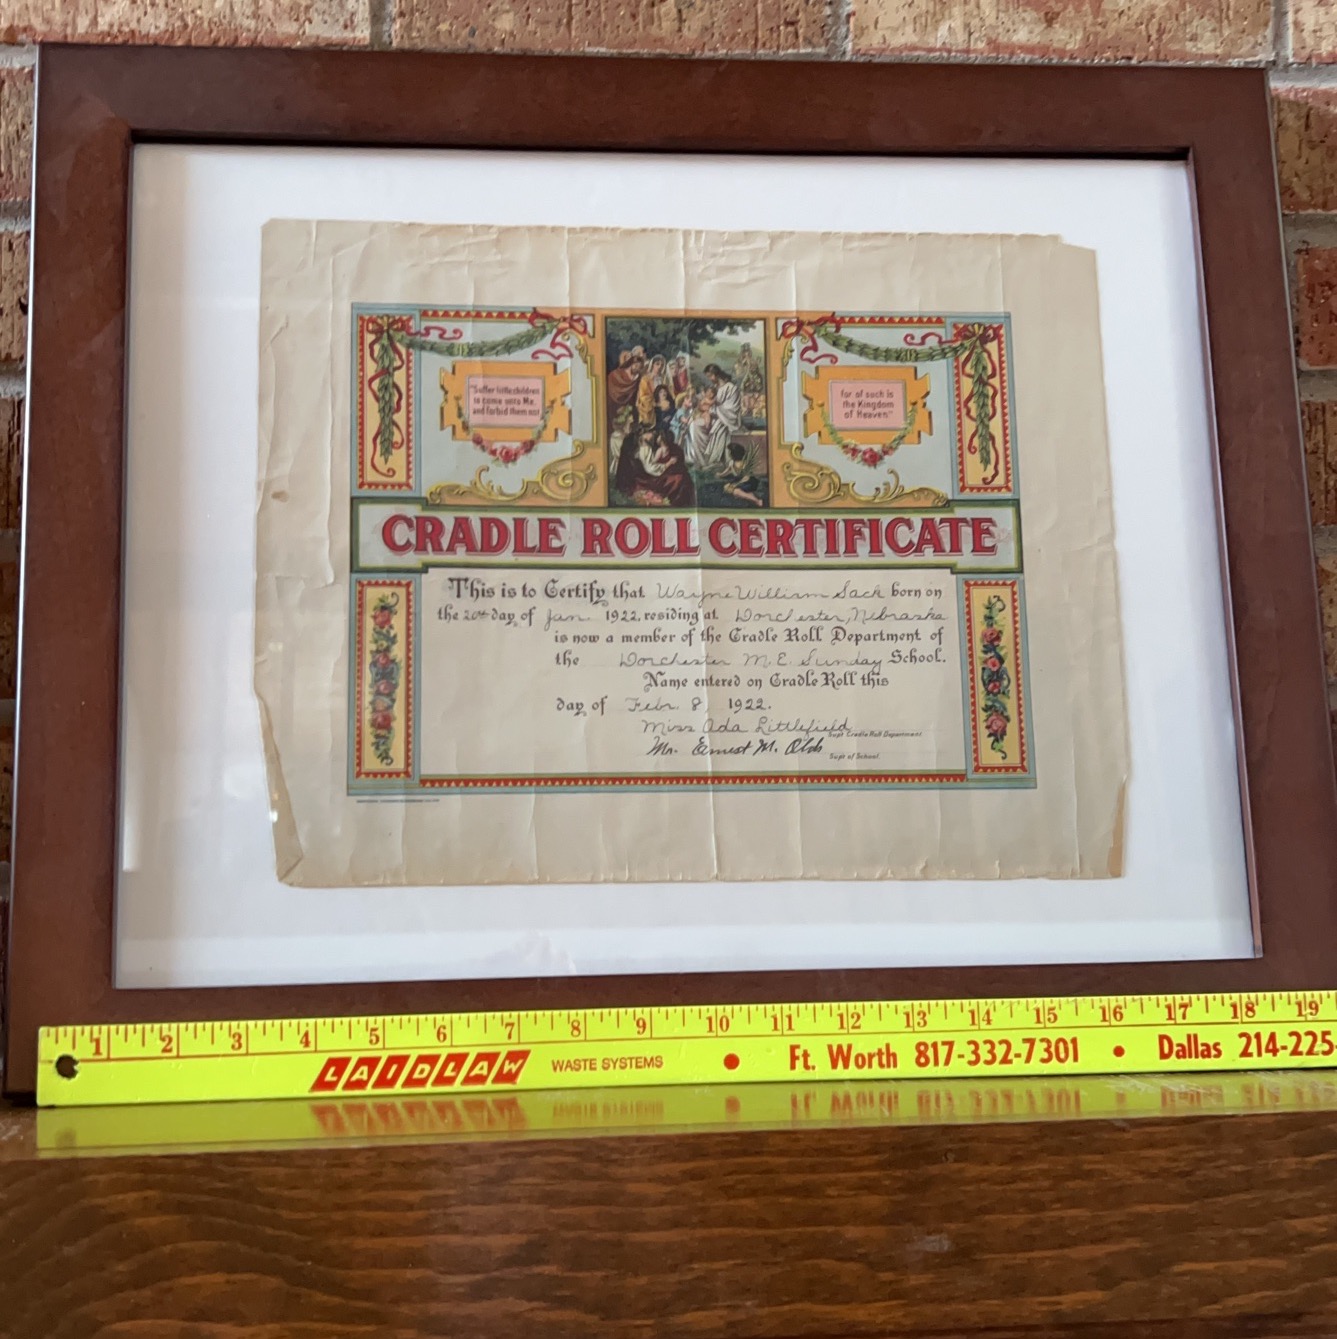 "Suffer little children
to come unto Me,
and forbid them not
for of such is
the Kingdom
of Heaven"
CRADLE ROLL CERTIFICATE
This is to Certify that Wayne William Sack born on
the 20th day of Jan. 1922, residing at Dorchester, Nebraska
is now a member of the Cradle Roll Department of
the Dorchester M. E. Sunday School.
Name entered on Cradle Roll this
day of Febr. 8, 1922.
Miss Ada Littlefield
Supt Cradle Roll Department
Mr. Ernest M. Olds
Supt of School
1 2 3 4 5 6 7 8 9 10 11 12 13 14 15 16 17 18 19
LAIDLAW WASTE SYSTEMS • Ft. Worth 817-332-7301 • Dallas 214-225-